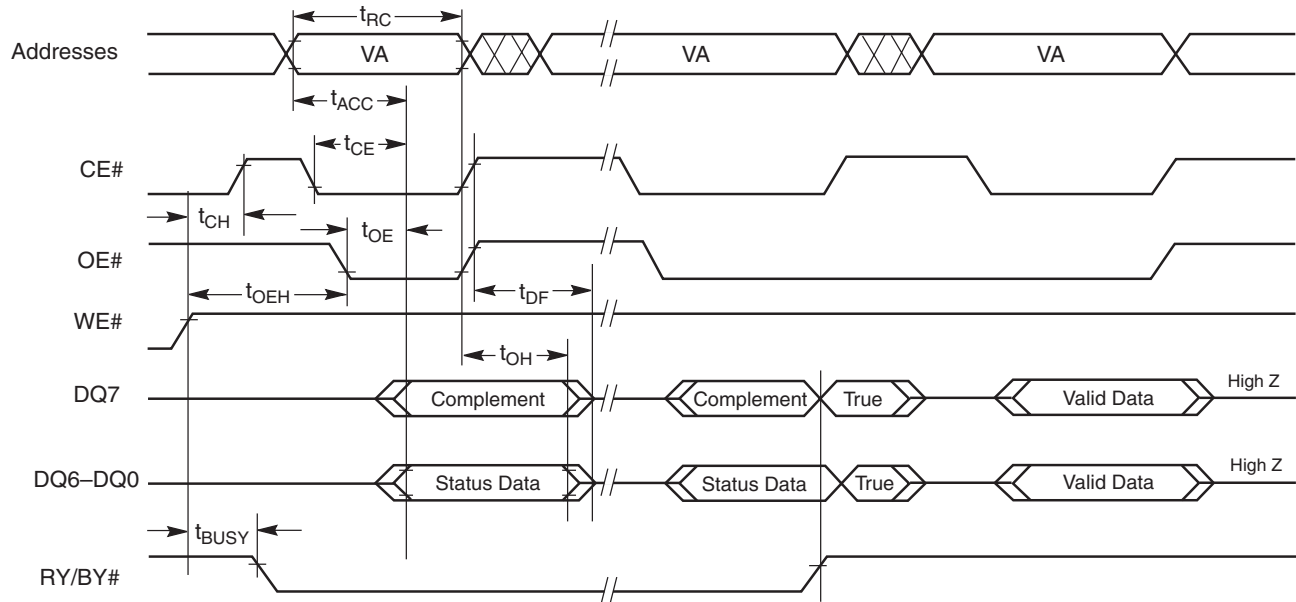 tRC
Addresses VA VA VA
tACC
tCE
CE#
tCH tOE
OE#
tOEH tDF
WE#
tOH
DQ7 Complement Complement True Valid Data High Z
DQ6–DQ0 Status Data Status Data True Valid Data High Z
tBUSY
RY/BY#